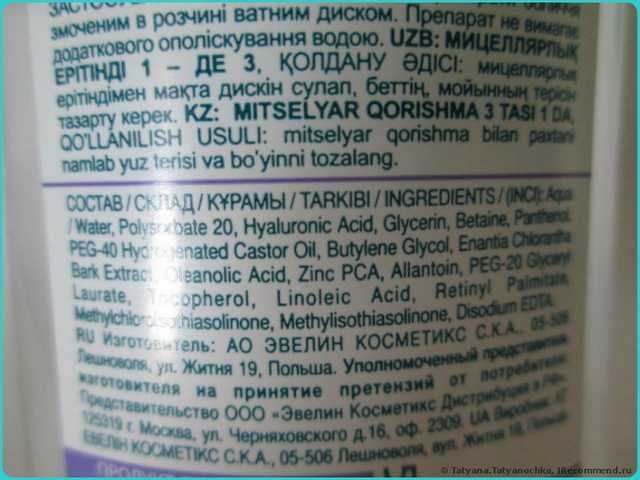 змоченим в розчині ватним диском. Препарат не вимагає
додаткового ополіскування водою. UZB: МИЦЕЛЛЯРЛЫҚ
ЕРІТІНДІ 1 – ДЕ 3, ҚОЛДАНУ ӘДІСІ: мицеллярлық
ерітіндімен мақта дискін сулап, беттің, мойынның терісін
тазарту керек. KZ: MITSELYAR QORISHMA 3 TASI 1 DA,
QO'LLANILISH USULI: mitselyar qorishma bilan paxtani
namlab yuz terisi va bo'yinni tozalang.
СОСТАВ / СКЛАД / ҚҰРАМЫ / TARKIBI / INGREDIENTS / (INCI): Aqua
/ Water, Polysorbate 20, Hyaluronic Acid, Glycerin, Betaine, Panthenol,
PEG-40 Hydrogenated Castor Oil, Butylene Glycol, Enantia Chlorantha
Bark Extract, Oleanolic Acid, Zinc PCA, Allantoin, PEG-20 Glyceryl
Laurate, Tocopherol, Linoleic Acid, Retinyl Palmitate,
Methylchloroisothiasolinone, Methylisothiasolinone, Disodium EDTA.
RU Изготовитель: АО ЭВЕЛИН КОСМЕТИКС С.К.А., 05-506
Лешноволя, ул. Житня 19, Польша. Уполномоченный представитель
изготовителя на принятие претензий от потребителя:
Представительство ООО «Эвелин Косметикс Дистрибуция в РФ»,
125319 г. Москва, ул. Черняховского д.16, оф. 2309. UA Виробник: АТ
ЕВЕЛІН КОСМЕТІКС С.К.А., 05-506 Лешноволя, вул. Житня 19, Польща.
© Tatyana.Tatyanochka, IRecommend.ru